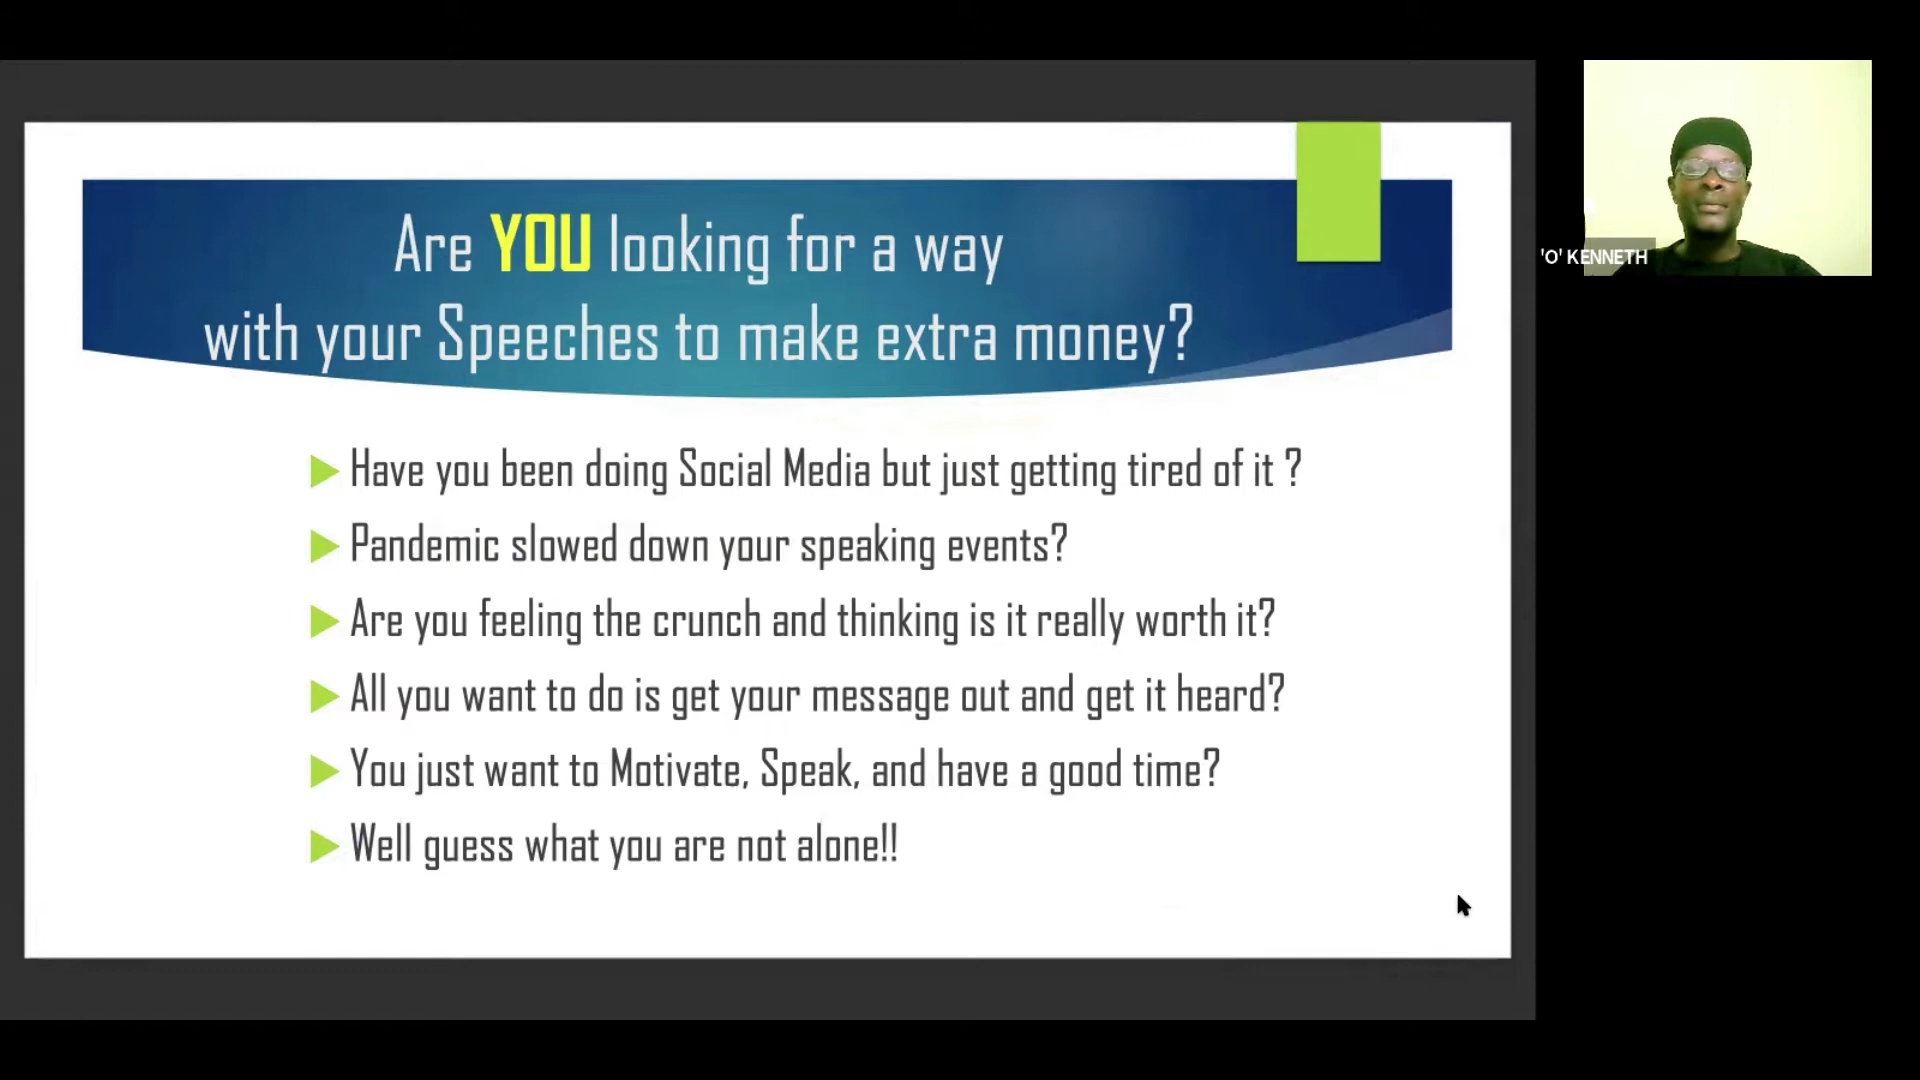 Are YOU looking for a way
with your Speeches to make extra money?
Have you been doing Social Media but just getting tired of it ?
Pandemic slowed down your speaking events?
Are you feeling the crunch and thinking is it really worth it?
All you want to do is get your message out and get it heard?
You just want to Motivate, Speak, and have a good time?
Well guess what you are not alone!!
'O' KENNETH